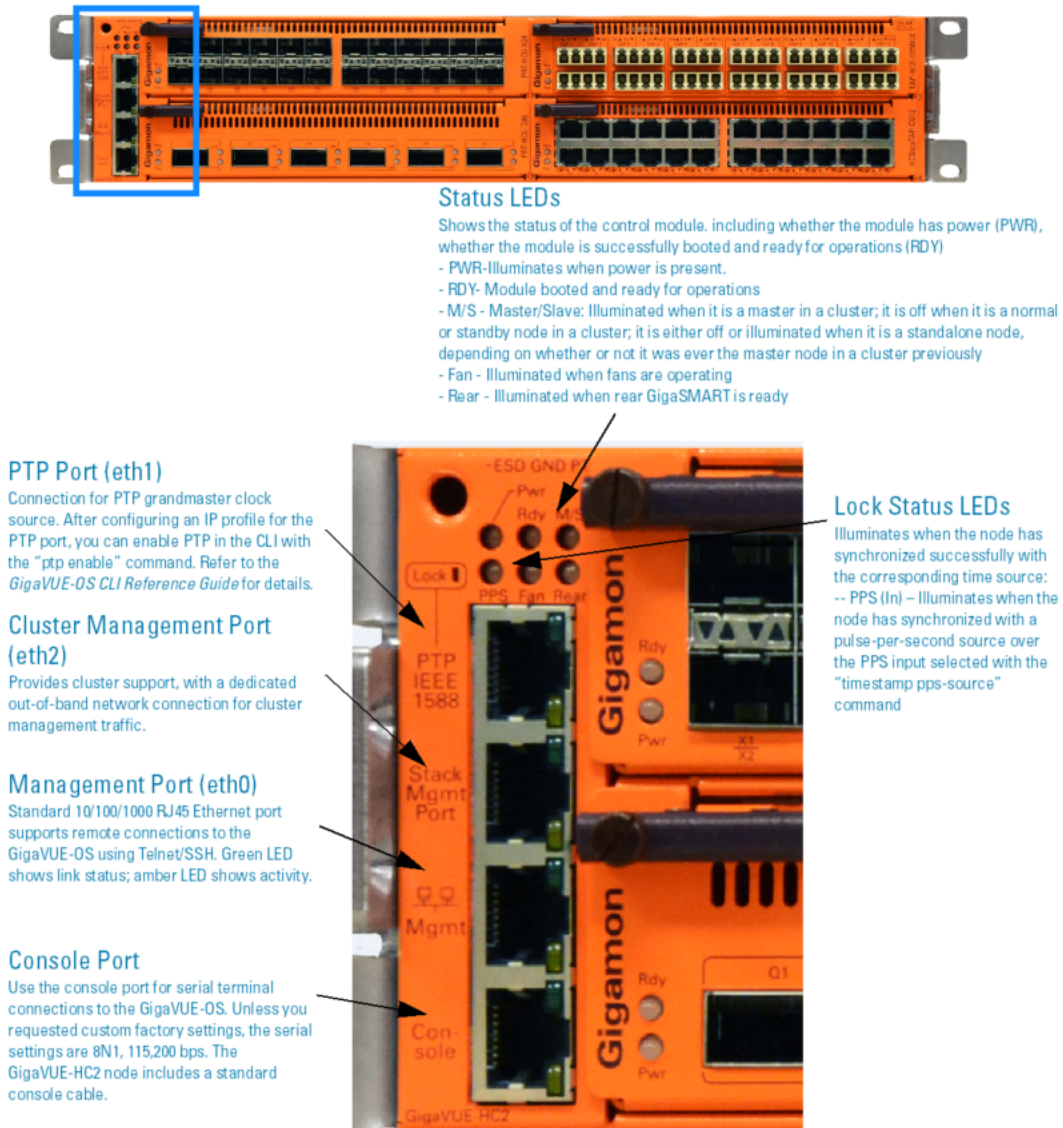 Gigamon
PRT-HC0-X24
Gigamon
Gigamon
PRT-HC0-Q06
Gigamon
Status LEDs
Shows the status of the control module. including whether the module has power (PWR),
whether the module is successfully booted and ready for operations (RDY)
- PWR-Illuminates when power is present.
- RDY- Module booted and ready for operations
- M/S - Master/Slave: Illuminated when it is a master in a cluster; it is off when it is a normal
or standby node in a cluster; it is either off or illuminated when it is a standalone node,
depending on whether or not it was ever the master node in a cluster previously
- Fan - Illuminated when fans are operating
- Rear - Illuminated when rear GigaSMART is ready
PTP Port (eth1)
Connection for PTP grandmaster clock
source. After configuring an IP profile for the
PTP port, you can enable PTP in the CLI with
the "ptp enable" command. Refer to the
GigaVUE-OS CLI Reference Guide for details.
Cluster Management Port
(eth2)
Provides cluster support, with a dedicated
out-of-band network connection for cluster
management traffic.
Management Port (eth0)
Standard 10/100/1000 RJ45 Ethernet port
supports remote connections to the
GigaVUE-OS using Telnet/SSH. Green LED
shows link status; amber LED shows activity.
Console Port
Use the console port for serial terminal
connections to the GigaVUE-OS. Unless you
requested custom factory settings, the serial
settings are 8N1, 115,200 bps. The
GigaVUE-HC2 node includes a standard
console cable.
-ESD GND
Pwr
Rdy M/S
Lock
PPS Fan Rear
PTP
IEEE
1588
Stack
Mgmt
Port
Mgmt
Con-
sole
GigaVUE-HC2
Gigamon
Rdy
Pwr
X1
X2
Gigamon
Rdy
Pwr
Q1
Lock Status LEDs
Illuminates when the node has
synchronized successfully with
the corresponding time source:
-- PPS (In) – Illuminates when the
node has synchronized with a
pulse-per-second source over
the PPS input selected with the
"timestamp pps-source"
command